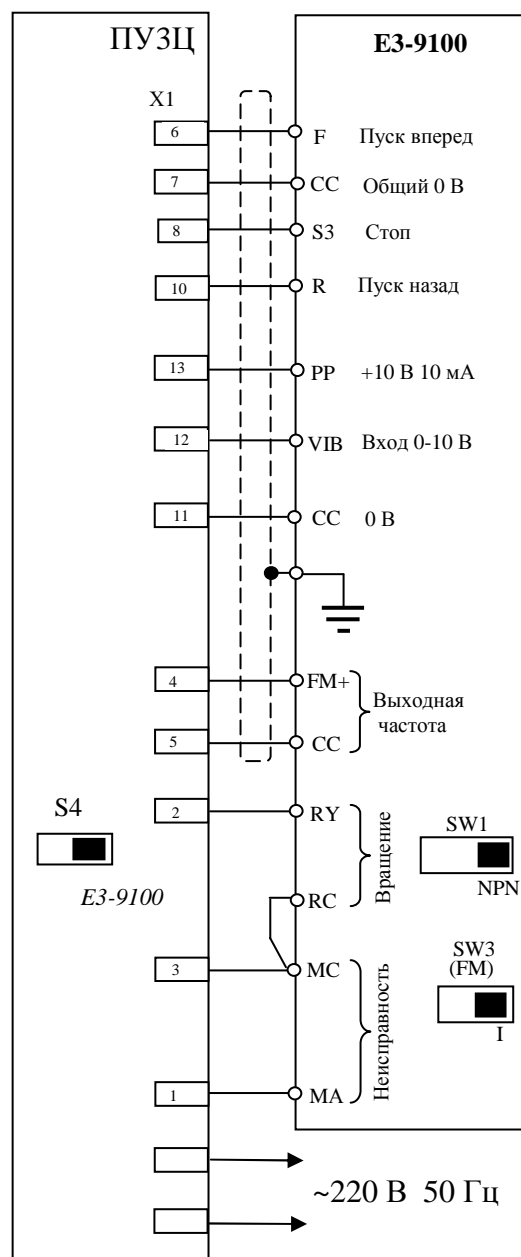 ПУЗЦ
E3-9100
X1
6
F
Пуск вперед
7
CC
Общий 0 В
8
S3
Стоп
10
R
Пуск назад
13
PP
+10 В 10 мА
12
VIB
Вход 0-10 В
11
CC
0 В
4
FM+
Выходная
частота
5
CC
S4
E3-9100
2
RY
Вращение
RC
SW1
NPN
3
MC
Неисправность
SW3
(FM)
I
1
MA
~220 В 50 Гц